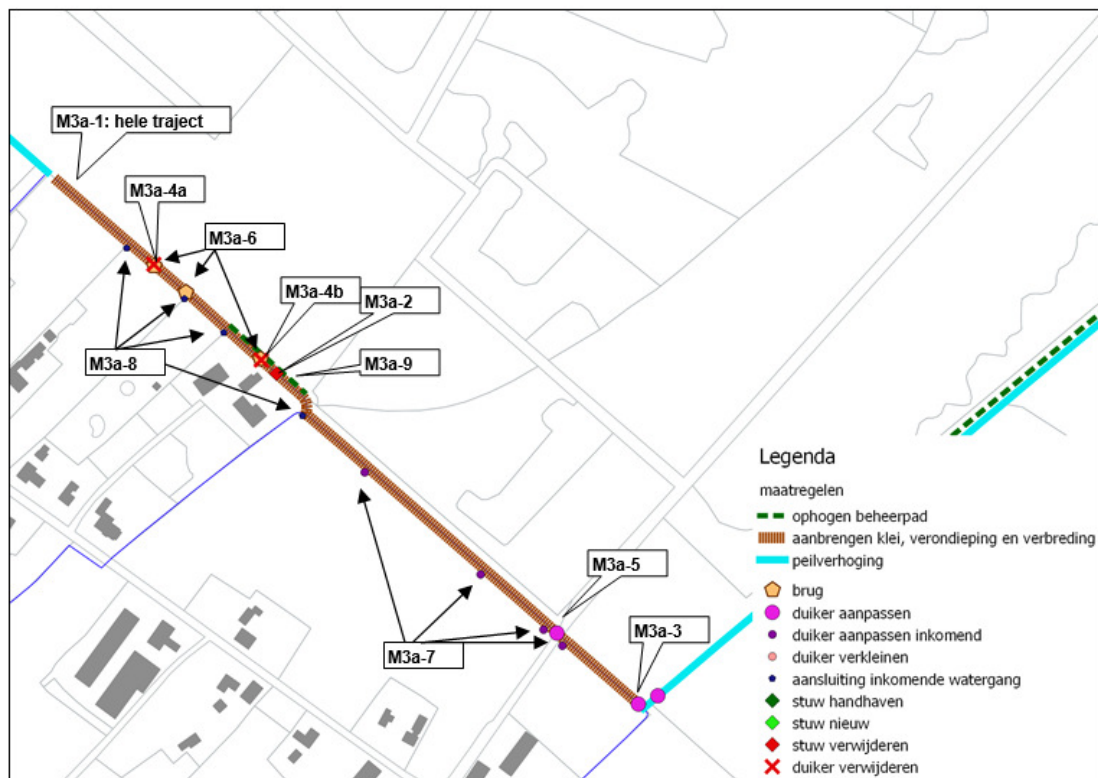 M3a-1: hele traject
M3a-4a
M3a-6
M3a-4b
M3a-2
M3a-8
M3a-9
M3a-5
M3a-3
M3a-7
Legenda
maatregelen
ophogen beheerpad
aanbrengen klei, verondieping en verbreding
peilverhoging
brug
duiker aanpassen
duiker aanpassen inkomend
duiker verkleinen
aansluiting inkomende watergang
stuw handhaven
stuw nieuw
stuw verwijderen
duiker verwijderen